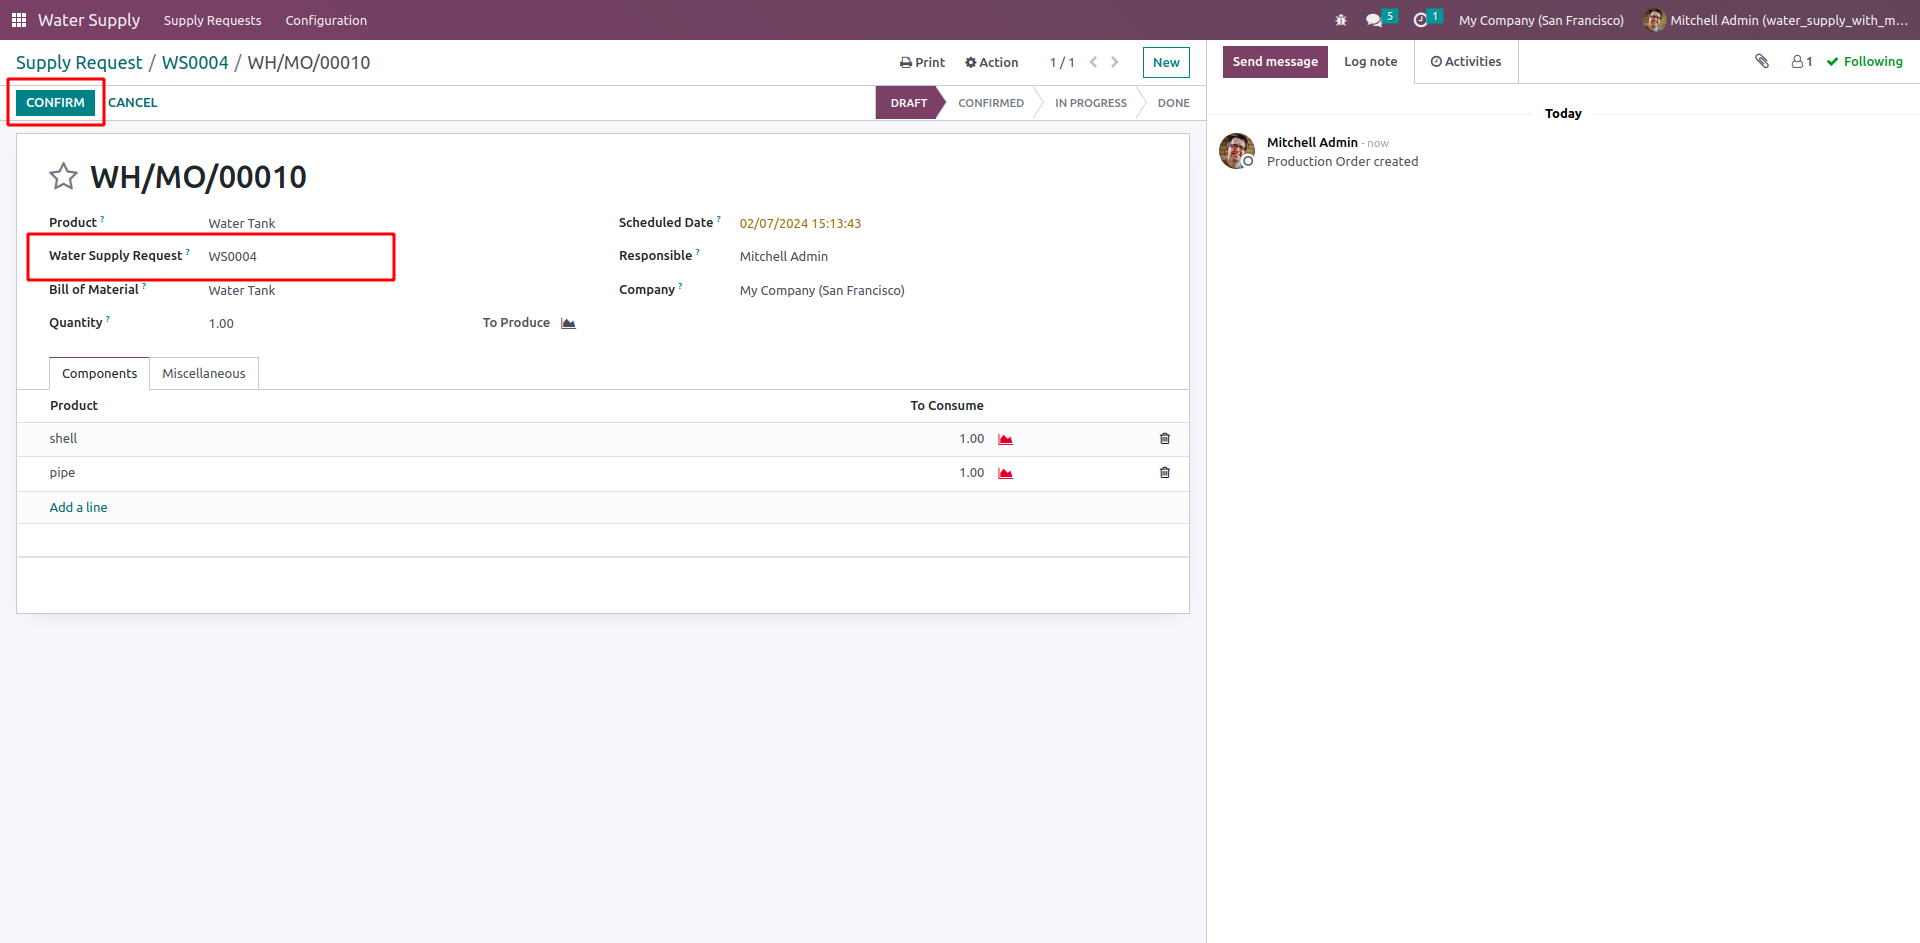 Water Supply Supply Requests Configuration 5 1 My Company (San Francisco) Mitchell Admin (water_supply_with_m...
Supply Request / WS0004 / WH/MO/00010 Print Action 1 / 1 New
Send message Log note Activities 1 Following
CONFIRM CANCEL DRAFT CONFIRMED IN PROGRESS DONE
Today
Mitchell Admin - now
Production Order created
WH/MO/00010
Product ? Water Tank Scheduled Date ? 02/07/2024 15:13:43
Water Supply Request ? WS0004 Responsible ? Mitchell Admin
Bill of Material ? Water Tank Company ? My Company (San Francisco)
Quantity ? 1.00 To Produce
Components Miscellaneous
Product To Consume
shell 1.00
pipe 1.00
Add a line